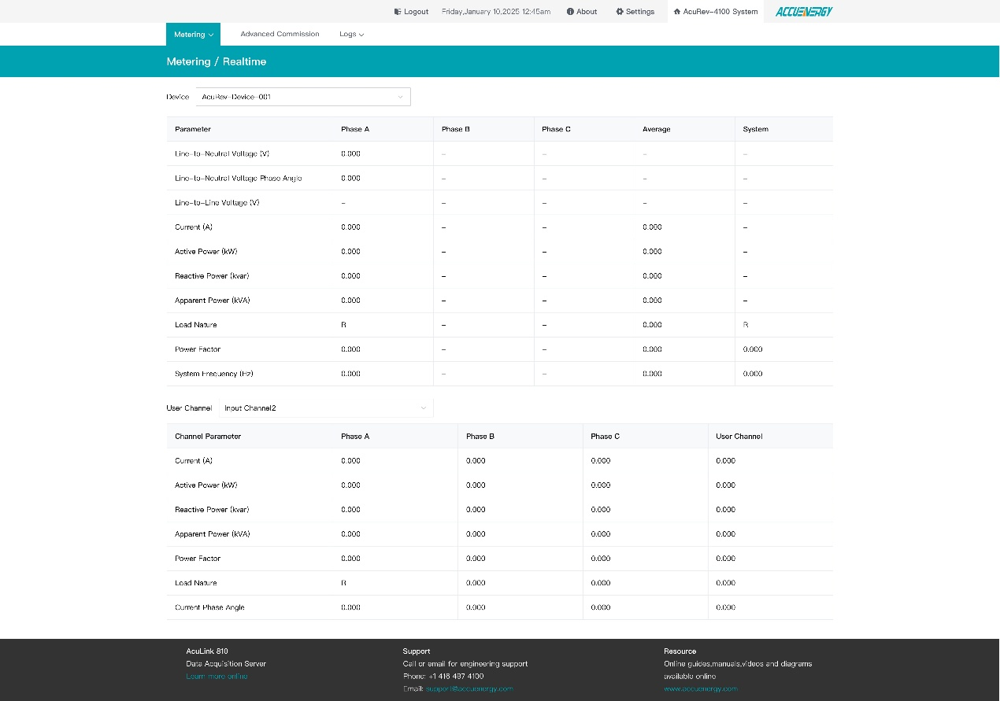 Logout Friday,January 10,2025 12:45am About Settings AcuRev-4100 System ACCUENERGY
Metering Advanced Commission Logs
Metering / Realtime
Device AcuRev-Device-001
Parameter Phase A Phase B Phase C Average System
Line-to-Neutral Voltage (V) 0.000 – – – –
Line-to-Neutral Voltage Phase Angle 0.000 – – – –
Line-to-Line Voltage (V) – – – – –
Current (A) 0.000 – – 0.000 –
Active Power (kW) 0.000 – – 0.000 –
Reactive Power (kvar) 0.000 – – 0.000 –
Apparent Power (kVA) 0.000 – – 0.000 –
Load Nature R – – 0.000 R
Power Factor 0.000 – – 0.000 0.000
System Frequency (Hz) 0.000 – – 0.000 0.000
User Channel Input Channel2
Channel Parameter Phase A Phase B Phase C User Channel
Current (A) 0.000 0.000 0.000 0.000
Active Power (kW) 0.000 0.000 0.000 0.000
Reactive Power (kvar) 0.000 0.000 0.000 0.000
Apparent Power (kVA) 0.000 0.000 0.000 0.000
Power Factor 0.000 0.000 0.000 0.000
Load Nature R 0.000 0.000 0.000
Current Phase Angle 0.000 0.000 0.000 0.000
AcuLink 810 Support Resource
Data Acquisition Server Call or email for engineering support Online guides,manuals,videos and diagrams
Learn more online Phone: +1 416 497 4100 available online
Email: support@accuenergy.com www.accuenergy.com